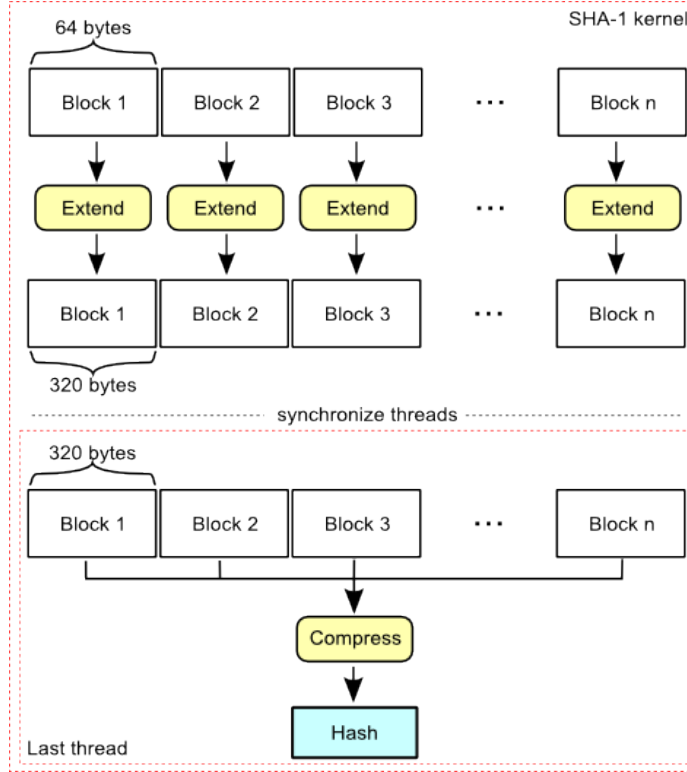 64 bytes
SHA-1 kernel
Block 1 Block 2 Block 3 ... Block n
Extend Extend Extend ... Extend
Block 1 Block 2 Block 3 ... Block n
320 bytes
synchronize threads
320 bytes
Block 1 Block 2 Block 3 ... Block n
Compress
Hash
Last thread